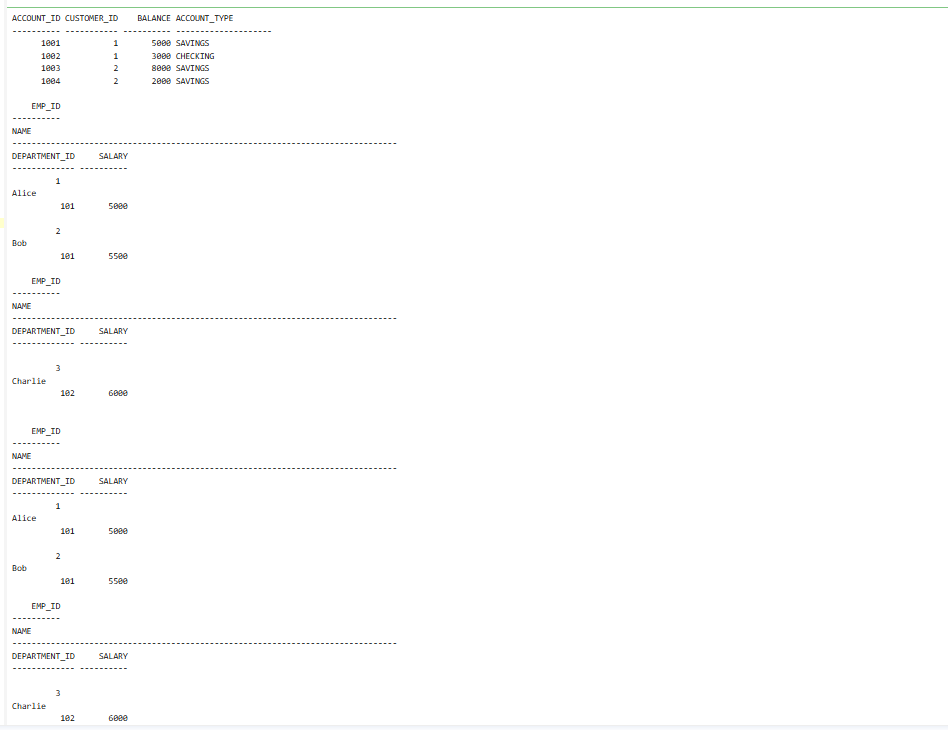 ACCOUNT_ID CUSTOMER_ID    BALANCE ACCOUNT_TYPE
---------- ----------- ---------- --------------------
      1001           1       5000 SAVINGS
      1002           1       3000 CHECKING
      1003           2       8000 SAVINGS
      1004           2       2000 SAVINGS
    EMP_ID
----------
NAME
--------------------------------------------------------------------------------
DEPARTMENT_ID     SALARY
------------- ----------
         1
Alice
          101       5000
         2
Bob
          101       5500
    EMP_ID
----------
NAME
--------------------------------------------------------------------------------
DEPARTMENT_ID     SALARY
------------- ----------
         3
Charlie
          102       6000
    EMP_ID
----------
NAME
--------------------------------------------------------------------------------
DEPARTMENT_ID     SALARY
------------- ----------
         1
Alice
          101       5000
         2
Bob
          101       5500
    EMP_ID
----------
NAME
--------------------------------------------------------------------------------
DEPARTMENT_ID     SALARY
------------- ----------
         3
Charlie
          102       6000